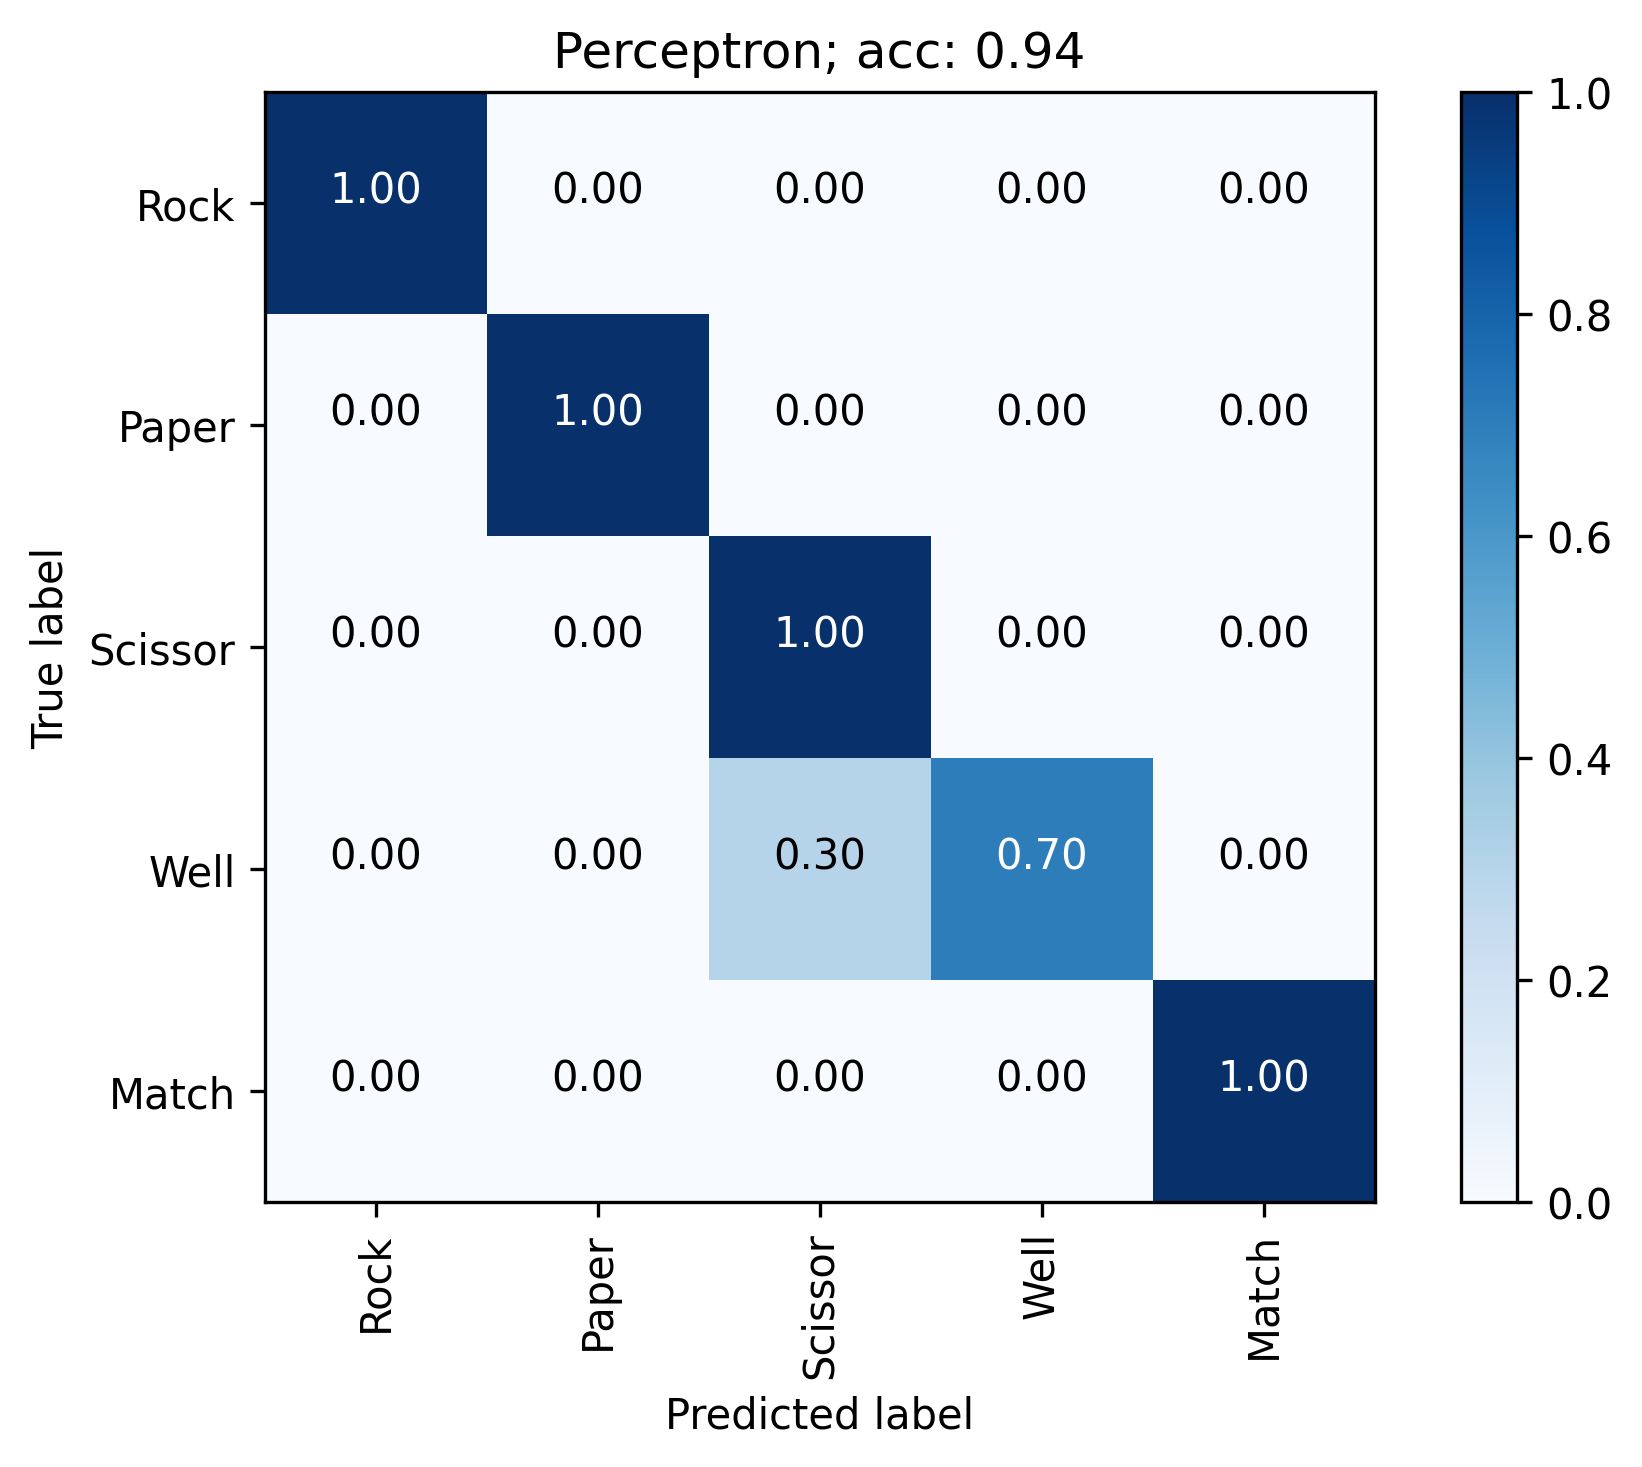 Perceptron; acc: 0.94
True label
Rock 1.00 0.00 0.00 0.00 0.00
Paper 0.00 1.00 0.00 0.00 0.00
Scissor 0.00 0.00 1.00 0.00 0.00
Well 0.00 0.00 0.30 0.70 0.00
Match 0.00 0.00 0.00 0.00 1.00
Rock Paper Scissor Well Match
Predicted label
1.0
0.8
0.6
0.4
0.2
0.0